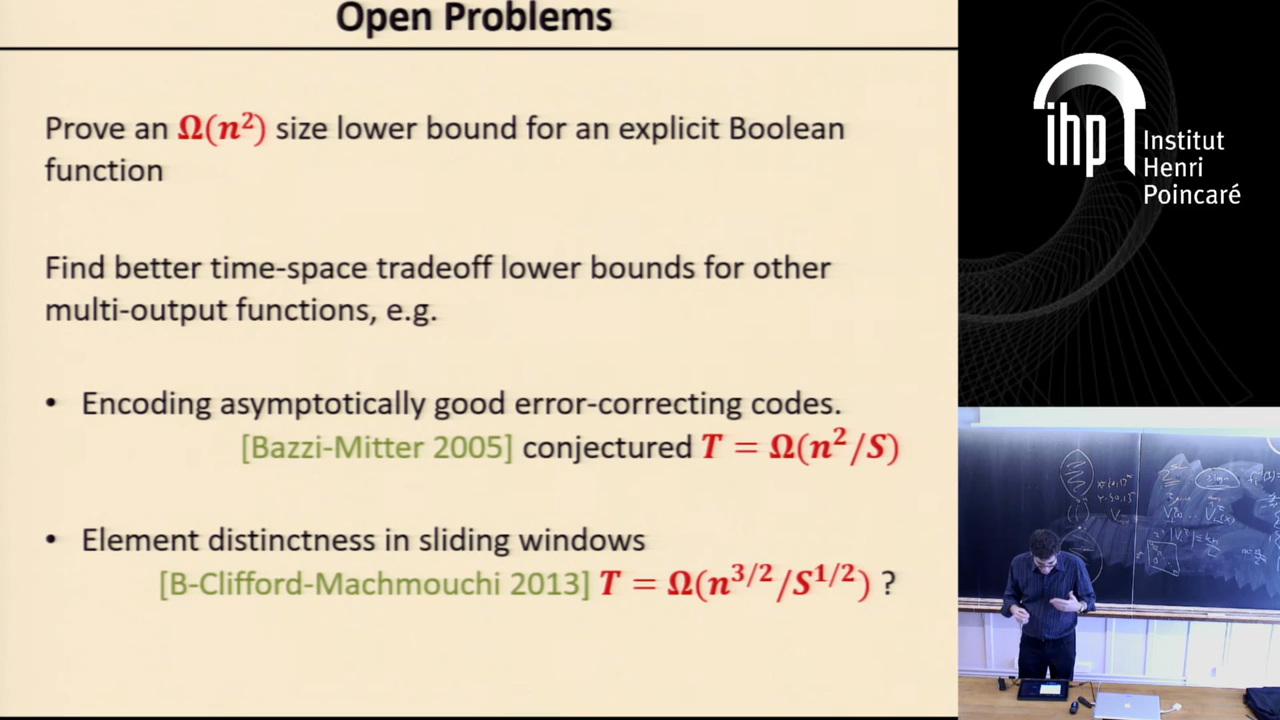 Open Problems
Prove an Ω(n²) size lower bound for an explicit Boolean
function
Find better time-space tradeoff lower bounds for other
multi-output functions, e.g.
• Encoding asymptotically good error-correcting codes.
[Bazzi-Mitter 2005] conjectured T = Ω(n²/S)
• Element distinctness in sliding windows
[B-Clifford-Machmouchi 2013] T = Ω(n^{3/2}/S^{1/2}) ?
ihp
Institut
Henri
Poincaré